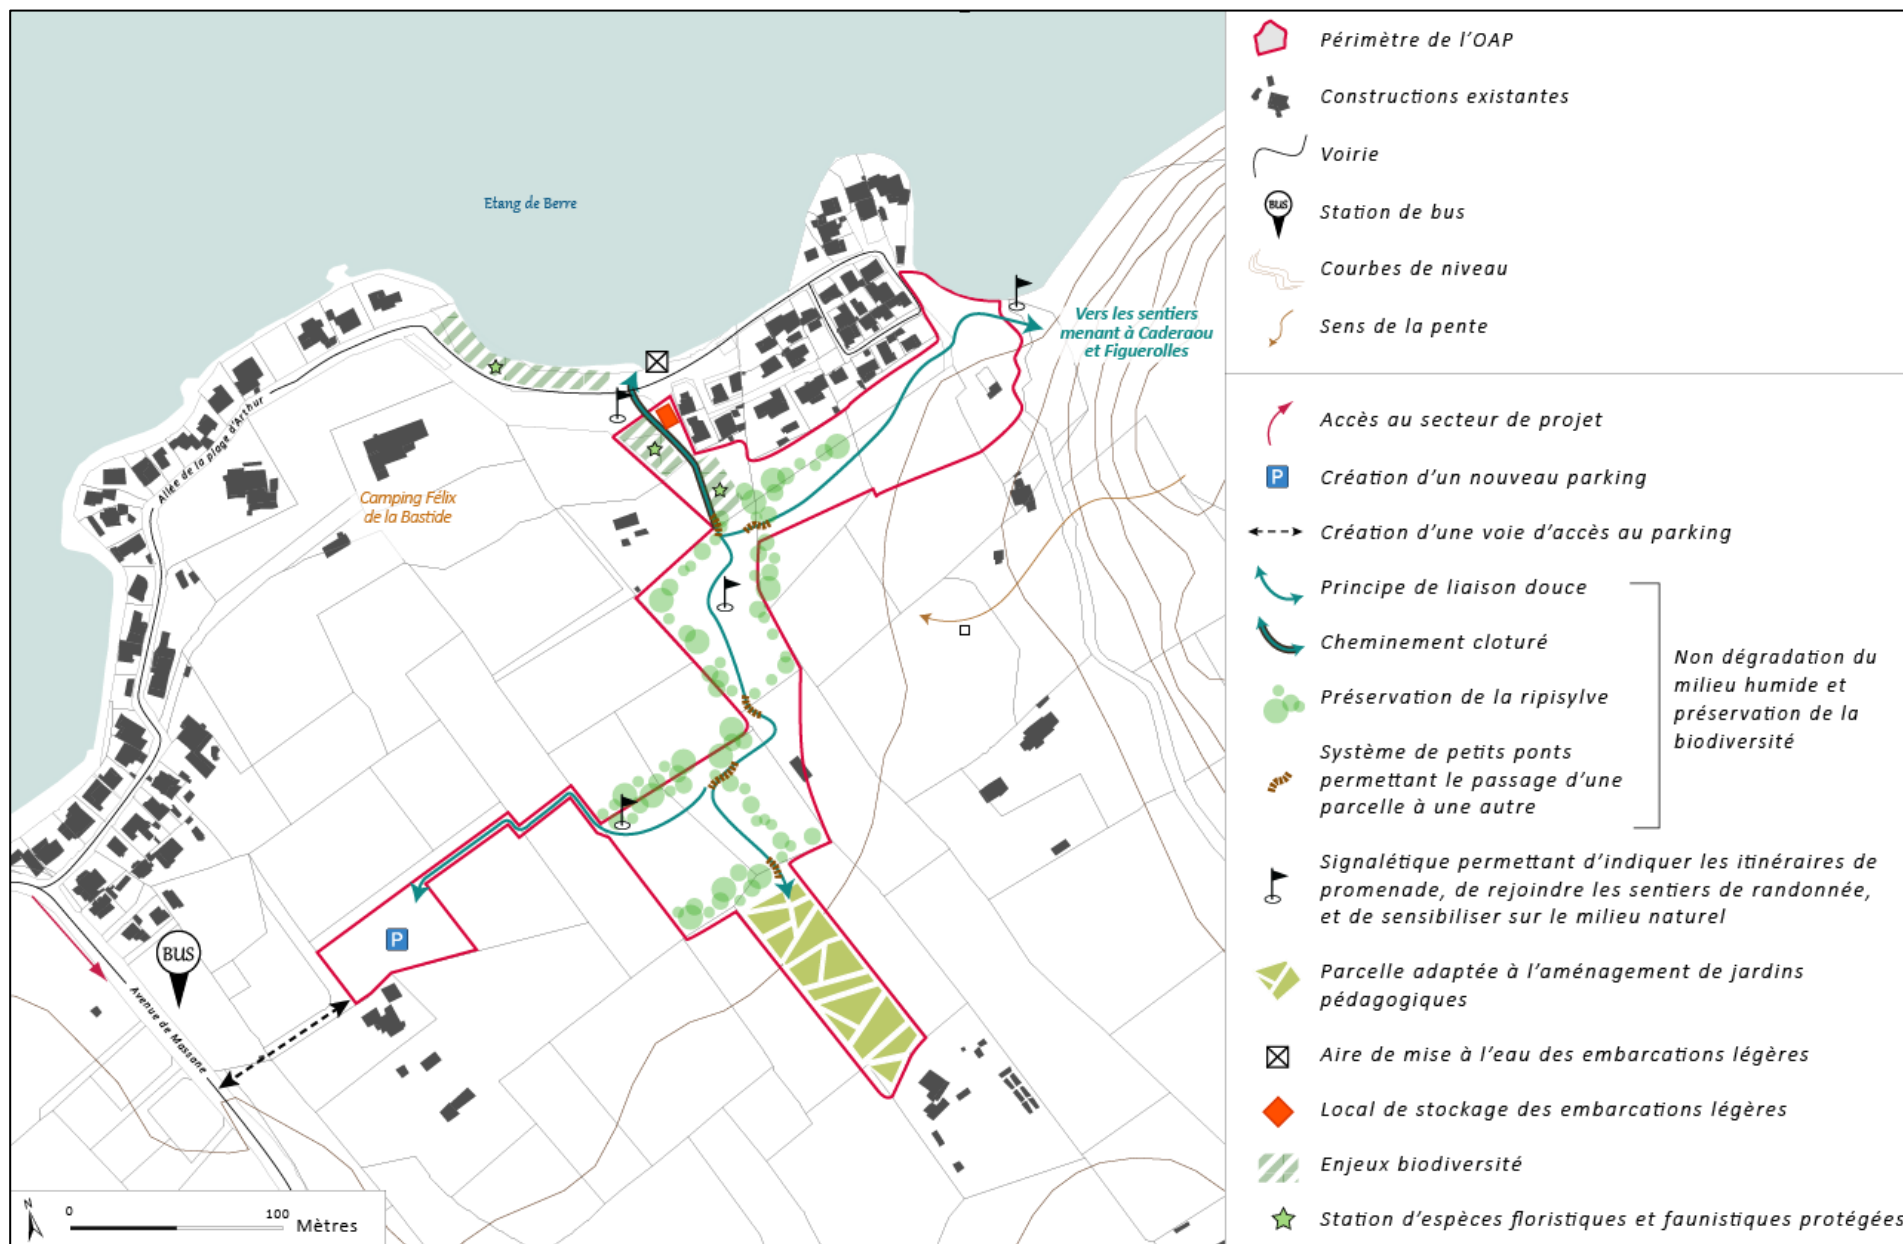 Etang de Berre
Vers les sentiers
menant à Caderaou
et Figuerolles
Allée de la plage d'Arthur
Camping Félix
de la Bastide
P
BUS
Avenue de Massane
N
0
100
Mètres
Périmètre de l'OAP
Constructions existantes
Voirie
BUS
Station de bus
Courbes de niveau
Sens de la pente
Accès au secteur de projet
P
Création d'un nouveau parking
Création d'une voie d'accès au parking
Principe de liaison douce
Cheminement cloturé
Préservation de la ripisylve
Système de petits ponts
permettant le passage d'une
parcelle à une autre
Non dégradation du
milieu humide et
préservation de la
biodiversité
Signalétique permettant d'indiquer les itinéraires de
promenade, de rejoindre les sentiers de randonnée,
et de sensibiliser sur le milieu naturel
Parcelle adaptée à l'aménagement de jardins
pédagogiques
Aire de mise à l'eau des embarcations légères
Local de stockage des embarcations légères
Enjeux biodiversité
Station d'espèces floristiques et faunistiques protégées